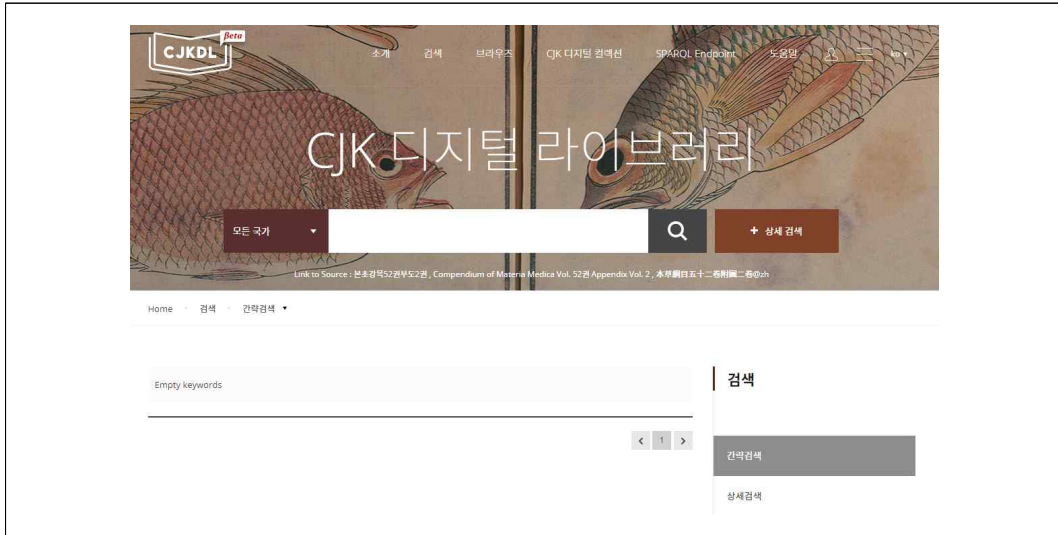 CJKDL Beta
소개 검색 브라우즈 CJK 디지털 컬렉션 SPARQL Endpoint 도움말 ko
CJK 디지털 라이브러리
모든 국가
+ 상세 검색
Link to Source : 본초강목52권부도2권 , Compendium of Materia Medica Vol. 52권 Appendix Vol. 2 , 本草綱目五十二卷附圖二卷@zh
Home 검색 간략검색
Empty keywords
검색
< 1 >
간략검색
상세검색